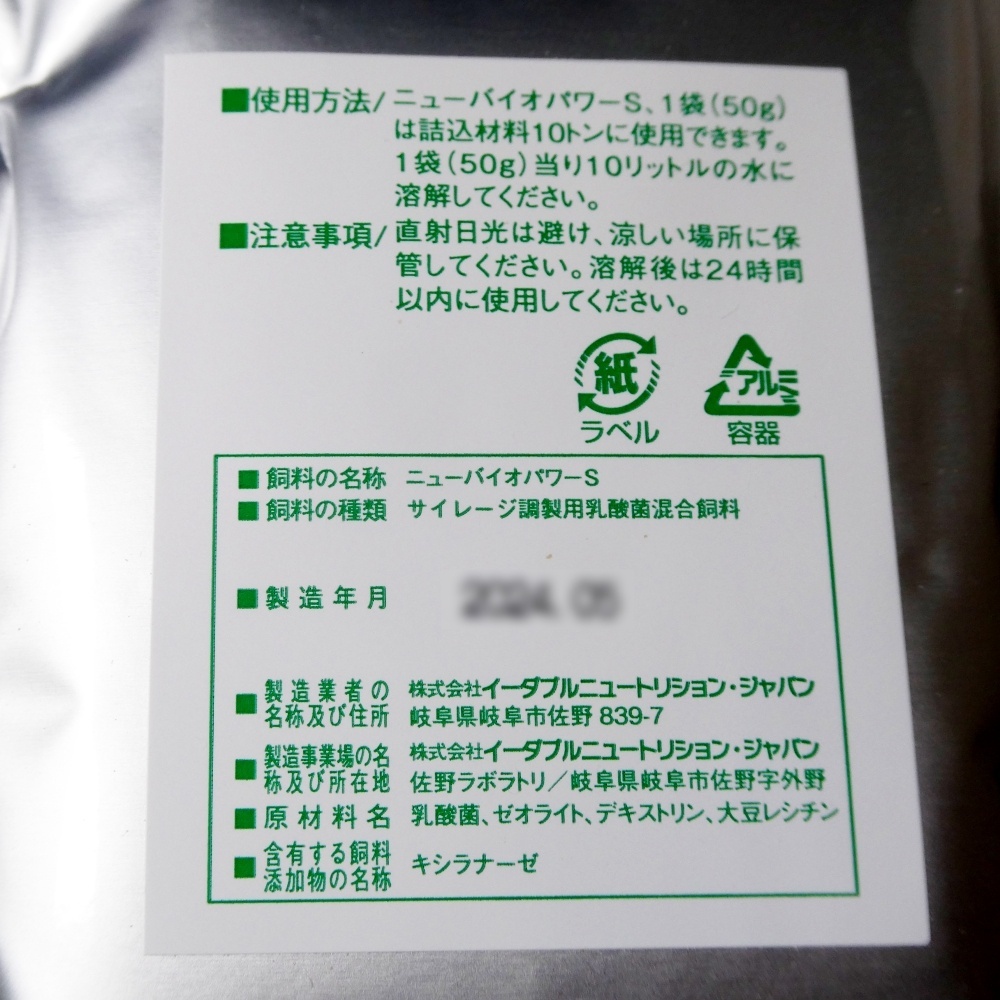 ■使用方法/ニューバイオパワーS、1袋(50g)
は詰込材料10トンに使用できます。
1袋(50g)当り10リットルの水に
溶解してください。
■注意事項/直射日光は避け、涼しい場所に保
管してください。溶解後は24時間
以内に使用してください。
紙 アルミ
ラベル 容器
■飼料の名称 ニューバイオパワーS
■飼料の種類 サイレージ調製用乳酸菌混合飼料
■製造年月 2024.05
■製造業者の 株式会社イーダブルニュートリション・ジャパン
名称及び住所 岐阜県岐阜市佐野839-7
■製造事業場の名 株式会社イーダブルニュートリション・ジャパン
称及び所在地 佐野ラボラトリ/岐阜県岐阜市佐野字外野
■原材料名 乳酸菌、ゼオライト、デキストリン、大豆レシチン
■含有する飼料 キシラナーゼ
添加物の名称